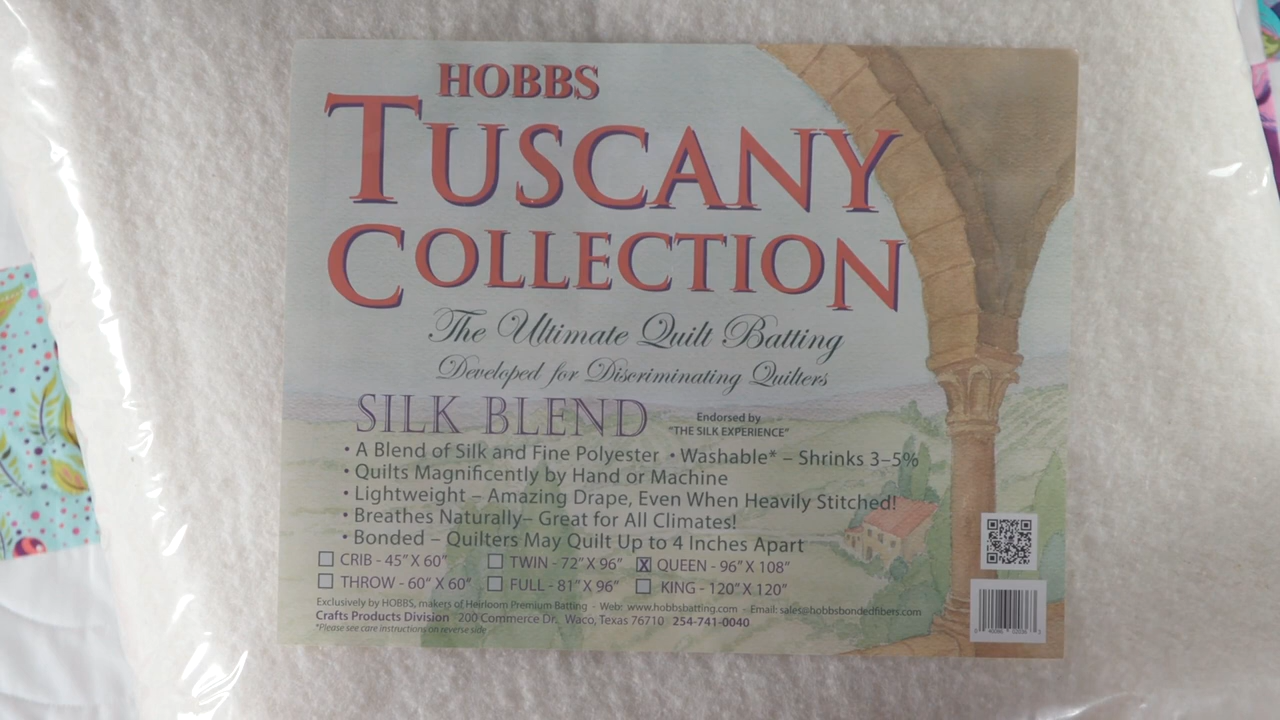 HOBBS
TUSCANY
COLLECTION
The Ultimate Quilt Batting
Developed for Discriminating Quilters
SILK BLEND
Endorsed by
"THE SILK EXPERIENCE"
• A Blend of Silk and Fine Polyester • Washable* – Shrinks 3–5%
• Quilts Magnificently by Hand or Machine
• Lightweight – Amazing Drape, Even When Heavily Stitched!
• Breathes Naturally– Great for All Climates!
• Bonded – Quilters May Quilt Up to 4 Inches Apart
☐ CRIB - 45" X 60" ☐ TWIN - 72" X 96" ☒ QUEEN - 96" X 108"
☐ THROW - 60" X 60" ☐ FULL - 81" X 96" ☐ KING - 120" X 120"
Exclusively by HOBBS, makers of Heirloom Premium Batting - Web: www.hobbsbatting.com - Email: sales@hobbsbondedfibers.com
Crafts Products Division 200 Commerce Dr. Waco, Texas 76710 254-741-0040
*Please see care instructions on reverse side